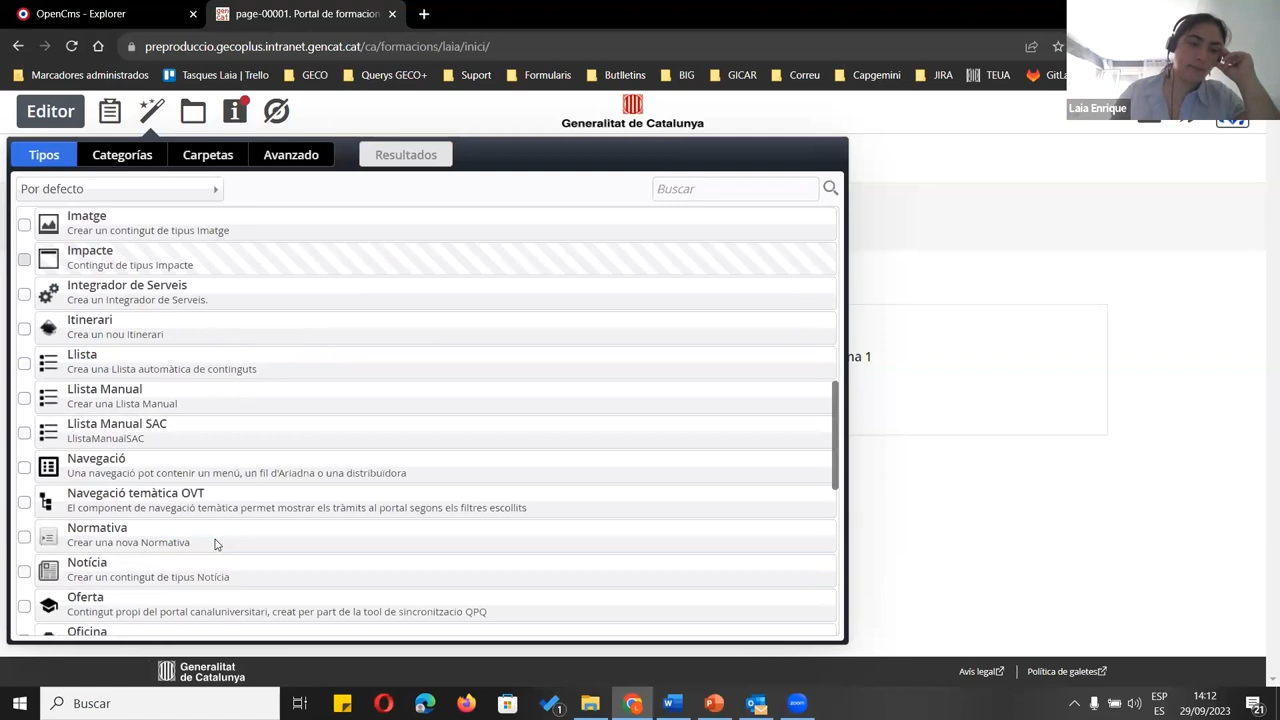 OpenCms - Explorer
page-00001. Portal de formacion
preproduccio.gecoplus.intranet.gencat.cat/ca/formacions/laia/inici/
Marcadores administrados
Tasques Laia | Trello
GECO
Suport
Formularis
Butlletins
BIG
GICAR
Correu
Capgemini
JIRA
TEUA
Laia Enrique
Editor
Generalitat de Catalunya
Tipos
Categorías
Carpetas
Avanzado
Resultados
Por defecto
Buscar
Imatge
Crear un contingut de tipus Imatge
Impacte
Contingut de tipus Impacte
Integrador de Serveis
Crea un Integrador de Serveis.
Itinerari
Crea un nou Itinerari
Llista
Crea una Llista automàtica de continguts
ma 1
Llista Manual
Crear una Llista Manual
Llista Manual SAC
LlistaManualSAC
Navegació
Una navegació pot contenir un menú, un fil d'Ariadna o una distribuïdora
Navegació temàtica OVT
El component de navegació temàtica permet mostrar els tràmits al portal segons els filtres escollits
Normativa
Crear una nova Normativa
Notícia
Crear un contingut de tipus Notícia
Oferta
Contingut propi del portal canaluniversitari, creat per part de la tool de sincronització QPQ
Oficina
Generalitat
de Catalunya
Avís legal
Política de galetes
Buscar
1
ESP
ES
14:12
29/09/2023
21